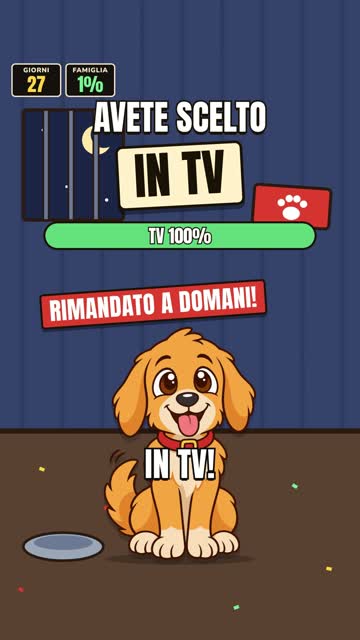 GIORNI
27
FAMIGLIA
1%
AVETE SCELTO
IN TV
TV 100%
RIMANDATO A DOMANI!
IN TV!